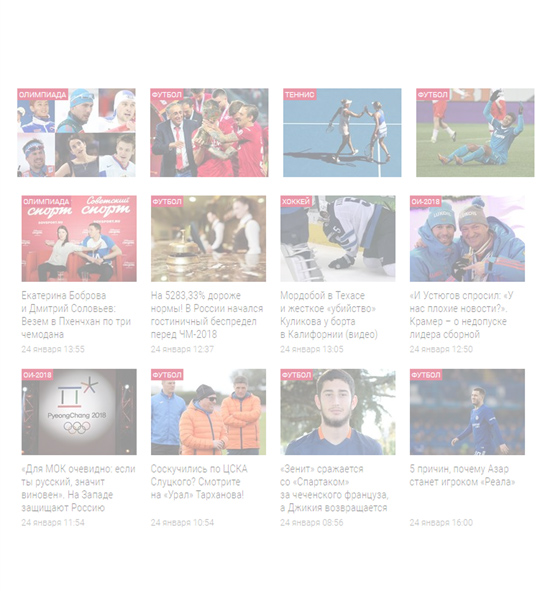 ОЛИМПИАДА
ФУТБОЛ
ТЕННИС
ФУТБОЛ
ОЛИМПИАДА
Советский
спорт спорт
ФУТБОЛ
ХОККЕЙ
ОИ-2018
Екатерина Боброва
и Дмитрий Соловьев:
Везем в Пхёнчхан по три
чемодана
24 января 13:55
На 5283,33% дороже
нормы! В России начался
гостиничный беспредел
перед ЧМ-2018
24 января 12:37
Мордобой в Техасе
и жесткое «убийство»
Куликова у борта
в Калифорнии (видео)
24 января 13:05
«И Устюгов спросил: «У
нас плохие новости?».
Крамер – о недопуске
лидера сборной
24 января 12:50
ОИ-2018
PyeongChang 2018
ФУТБОЛ
ФУТБОЛ
ФУТБОЛ
«Для МОК очевидно: если
ты русский, значит
виновен». На Западе
защищают Россию
24 января 11:54
Соскучились по ЦСКА
Слуцкого? Смотрите
на «Урал» Тарханова!
24 января 10:54
«Зенит» сражается
со «Спартаком»
за чеченского француза,
а Джикия возвращается
24 января 08:56
5 причин, почему Азар
станет игроком «Реала»
24 января 16:00